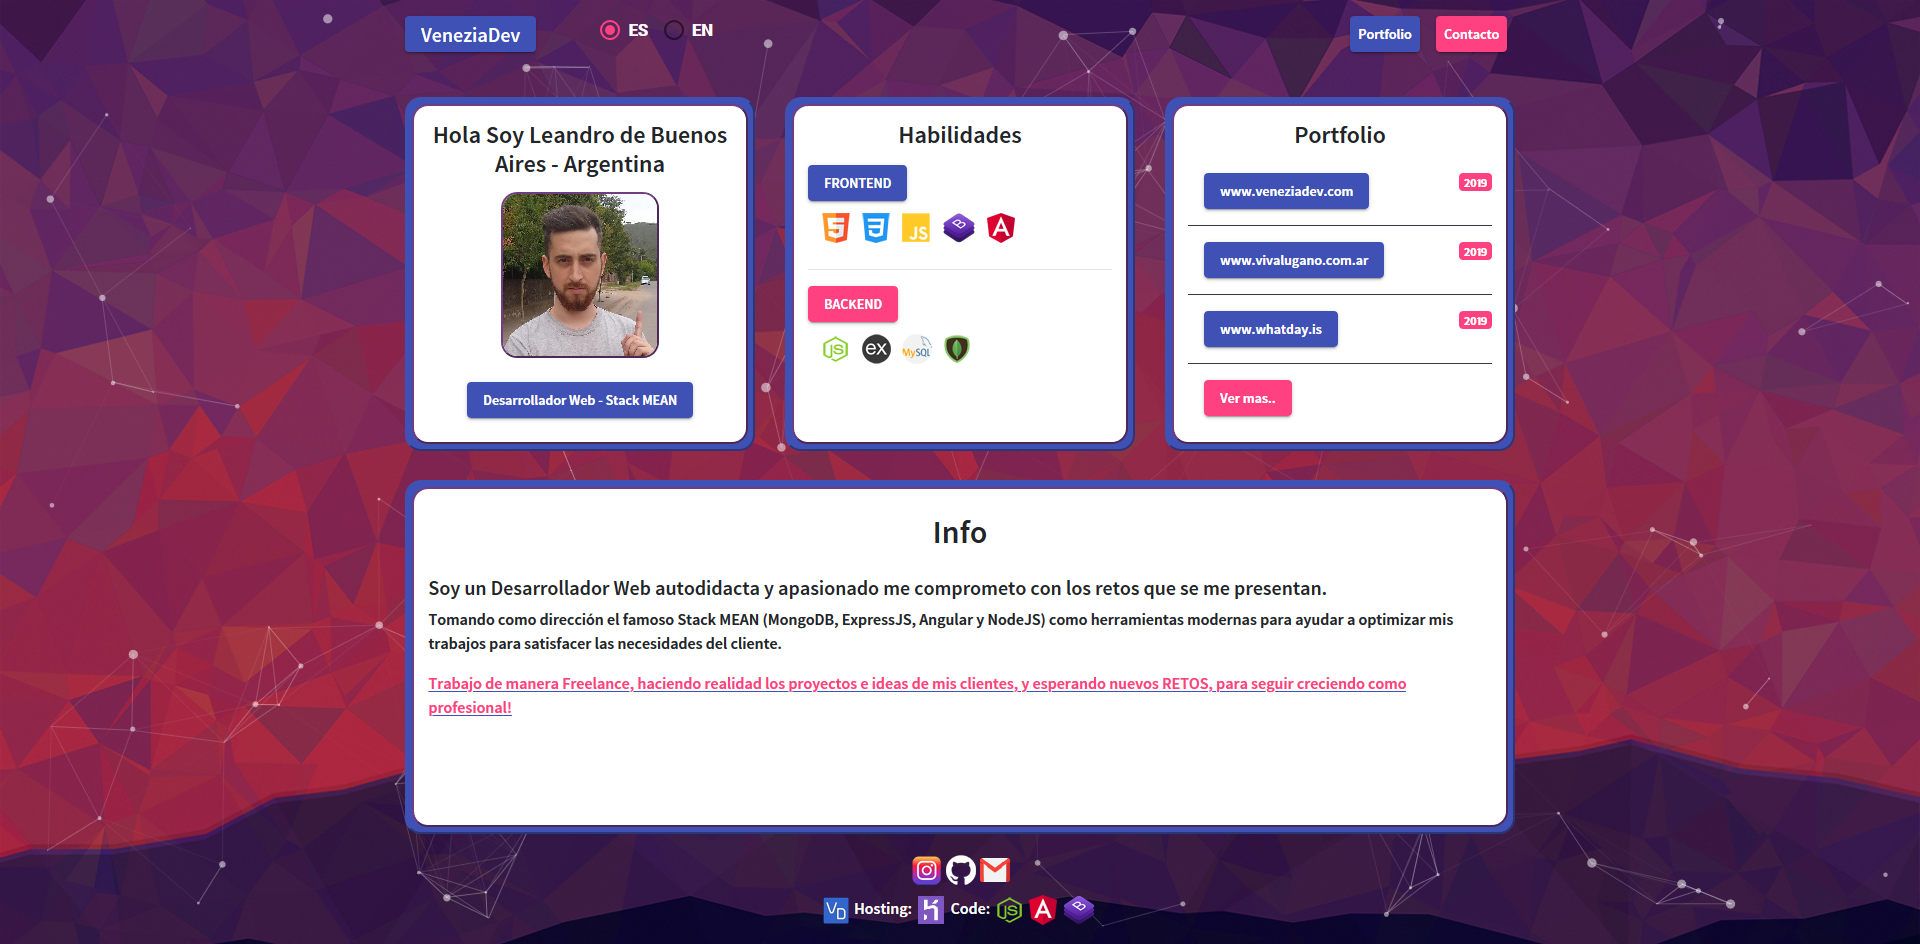 VeneziaDev
ES EN
Portfolio Contacto
Hola Soy Leandro de Buenos
Aires - Argentina
Desarrollador Web - Stack MEAN
Habilidades
FRONTEND
5 3 JS B A
BACKEND
JS ex MySQL
Portfolio
www.veneziadev.com 2019
www.vivalugano.com.ar 2019
www.whatday.is 2019
Ver mas..
Info
Soy un Desarrollador Web autodidacta y apasionado me comprometo con los retos que se me presentan.
Tomando como dirección el famoso Stack MEAN (MongoDB, ExpressJS, Angular y NodeJS) como herramientas modernas para ayudar a optimizar mis
trabajos para satisfacer las necesidades del cliente.
Trabajo de manera Freelance, haciendo realidad los proyectos e ideas de mis clientes, y esperando nuevos RETOS, para seguir creciendo como
profesional!
VD Hosting: Code: JS A B